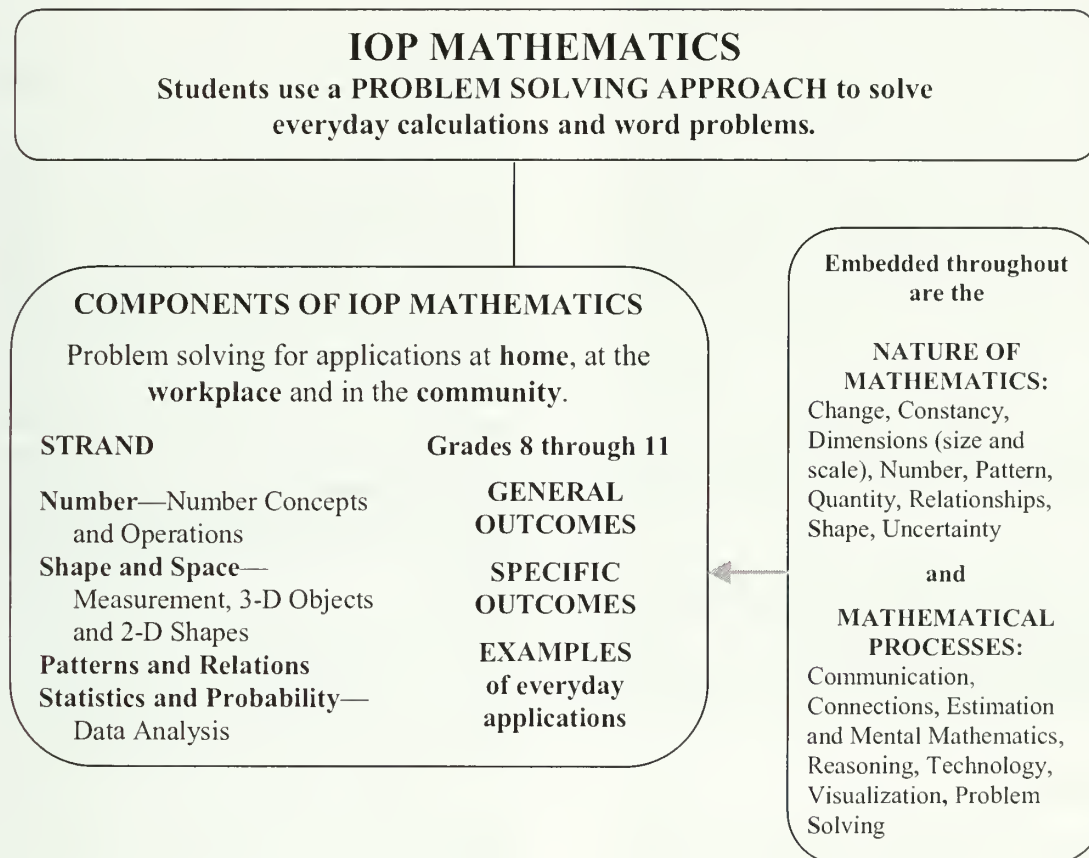 IOP MATHEMATICS
Students use a PROBLEM SOLVING APPROACH to solve
everyday calculations and word problems.
COMPONENTS OF IOP MATHEMATICS
Problem solving for applications at home, at the
workplace and in the community.
STRAND
Number—Number Concepts
and Operations
Shape and Space—
Measurement, 3-D Objects
and 2-D Shapes
Patterns and Relations
Statistics and Probability—
Data Analysis
Grades 8 through 11
GENERAL
OUTCOMES
SPECIFIC
OUTCOMES
EXAMPLES
of everyday
applications
Embedded throughout
are the
NATURE OF
MATHEMATICS:
Change, Constancy,
Dimensions (size and
scale), Number, Pattern,
Quantity, Relationships,
Shape, Uncertainty
and
MATHEMATICAL
PROCESSES:
Communication,
Connections, Estimation
and Mental Mathematics,
Reasoning, Technology,
Visualization, Problem
Solving